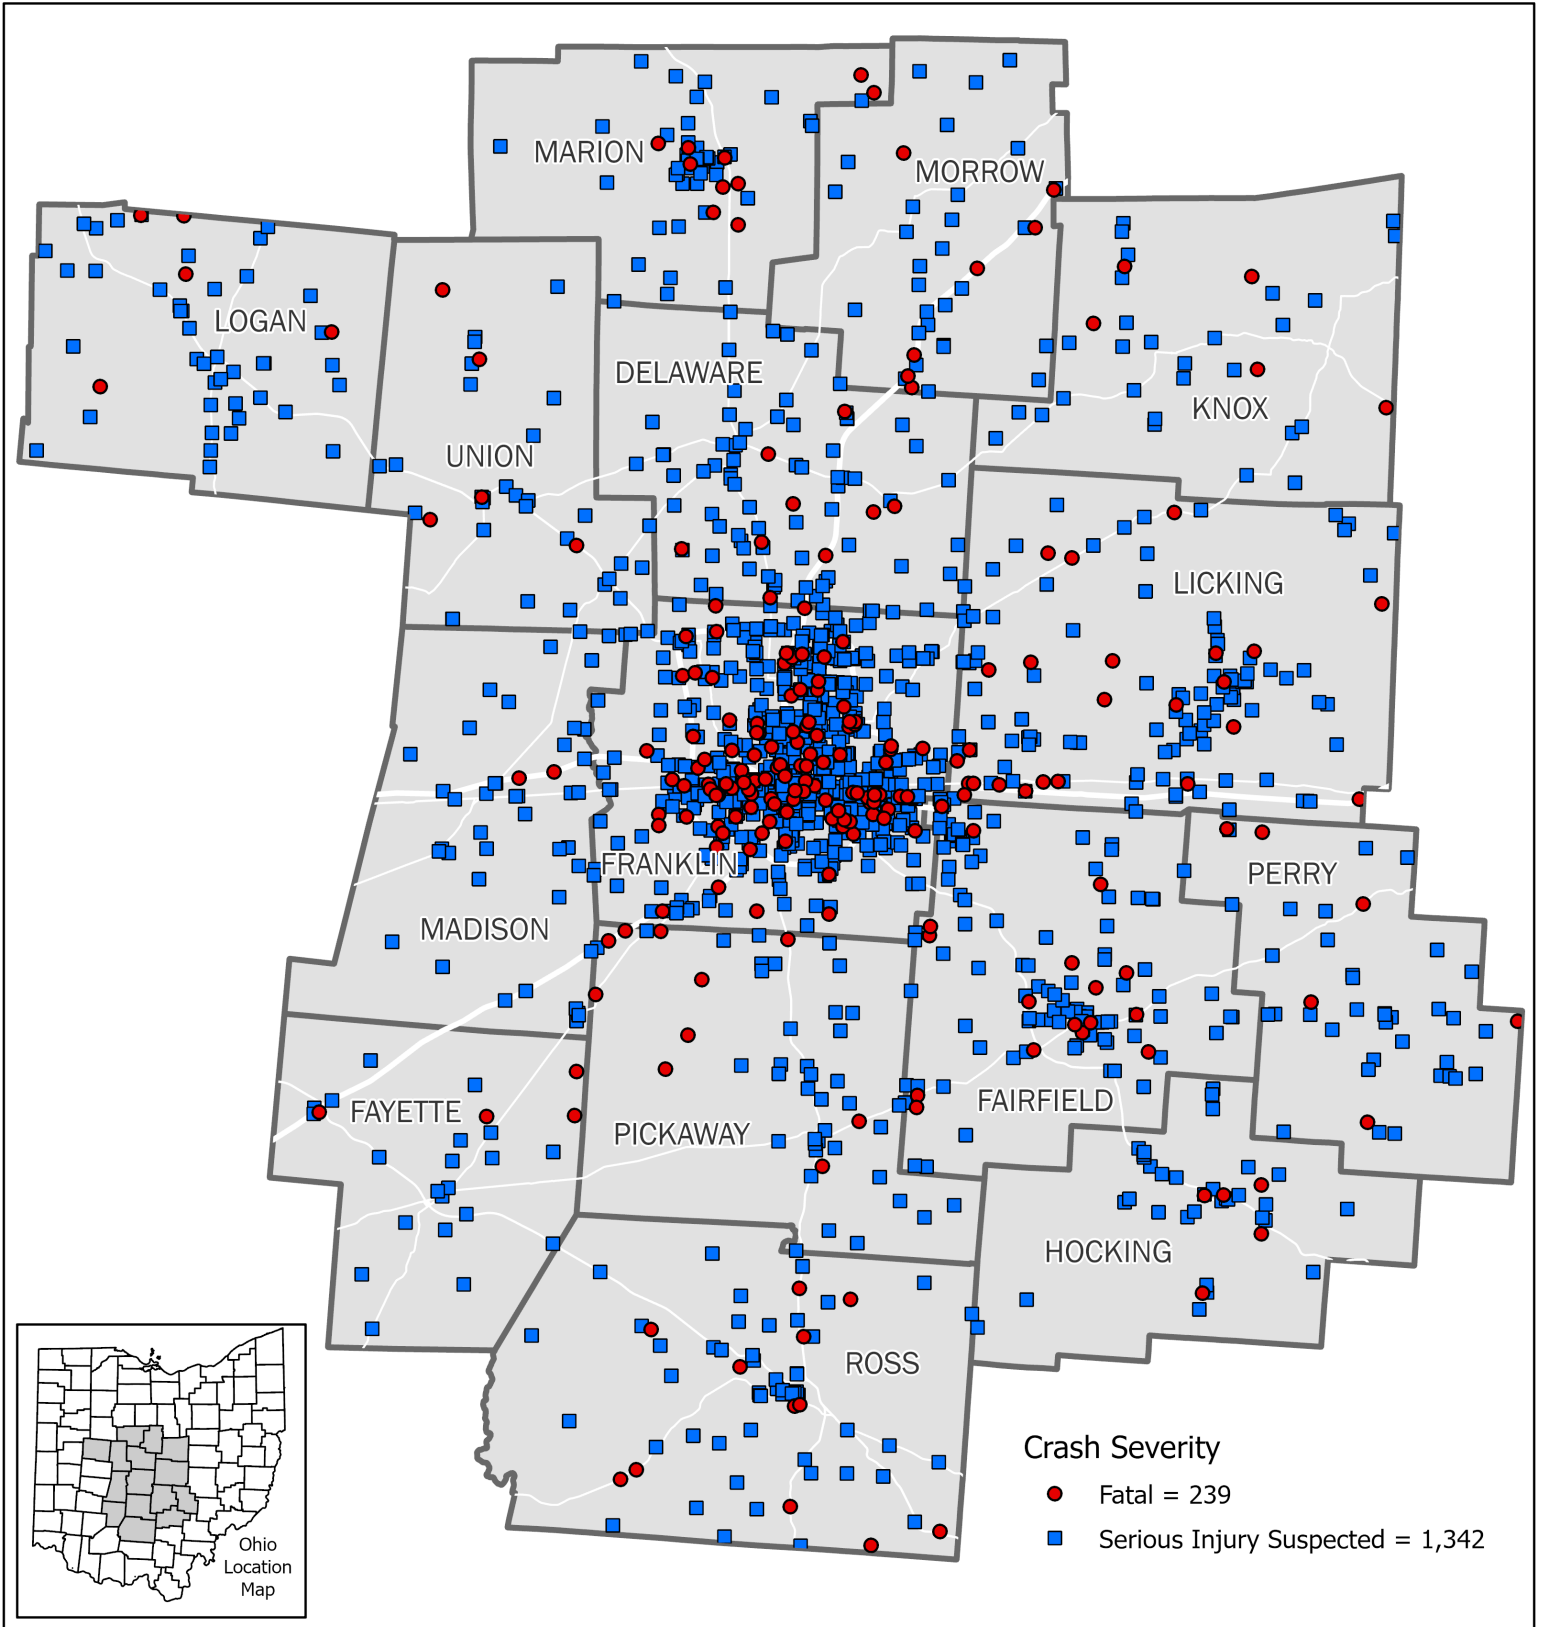 MARION
MORROW
LOGAN
DELAWARE
KNOX
UNION
LICKING
FRANKLIN
PERRY
MADISON
FAYETTE
FAIRFIELD
PICKAWAY
HOCKING
ROSS
Crash Severity
Fatal = 239
Serious Injury Suspected = 1,342
Ohio
Location
Map